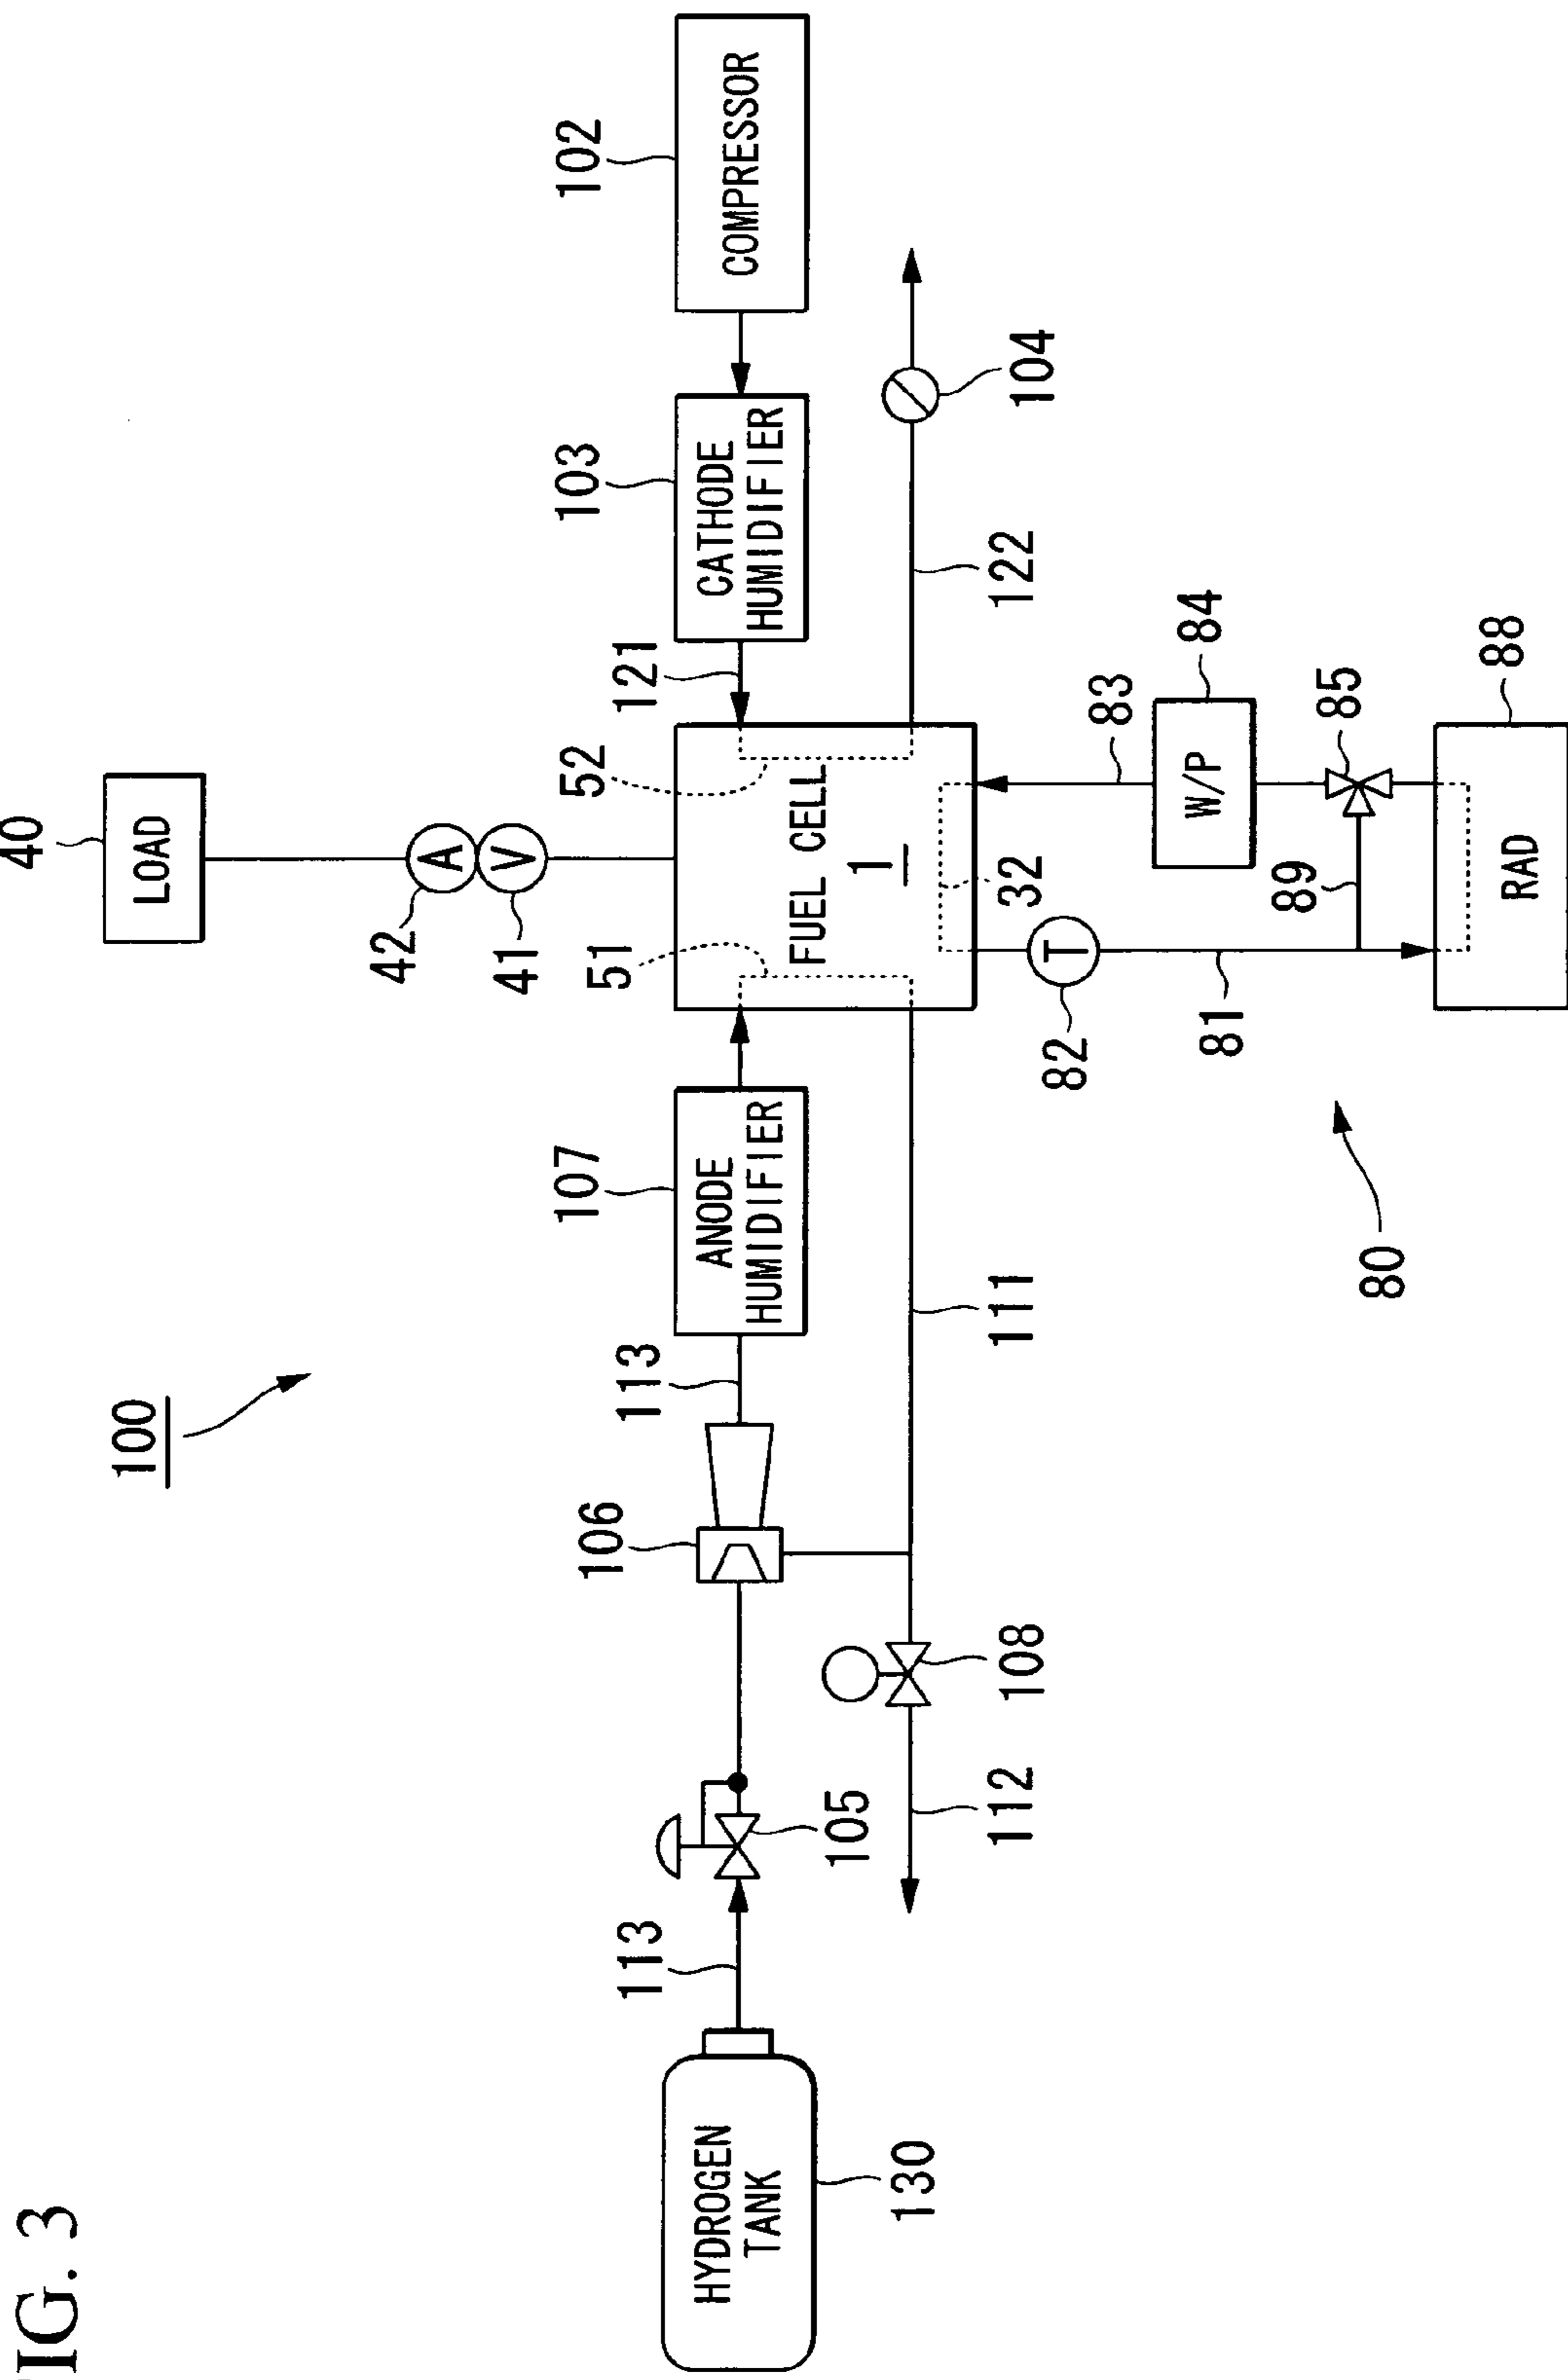 FIG. 3
100
40
LOAD
42
A
V
41
HYDROGEN
TANK
130
113
105
106
113
107
ANODE
HUMIDIFIER
51
52
FUEL CELL
1
32
121
103
CATHODE
HUMIDIFIER
102
COMPRESSOR
112
108
111
122
104
82
T
83
81
W/P
84
89
85
80
RAD
88